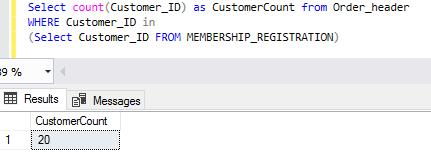 Select count(Customer_ID) as CustomerCount from Order_header
WHERE Customer_ID in
(Select Customer_ID FROM MEMBERSHIP_REGISTRATION)
89 %
Results Messages
CustomerCount
1 20